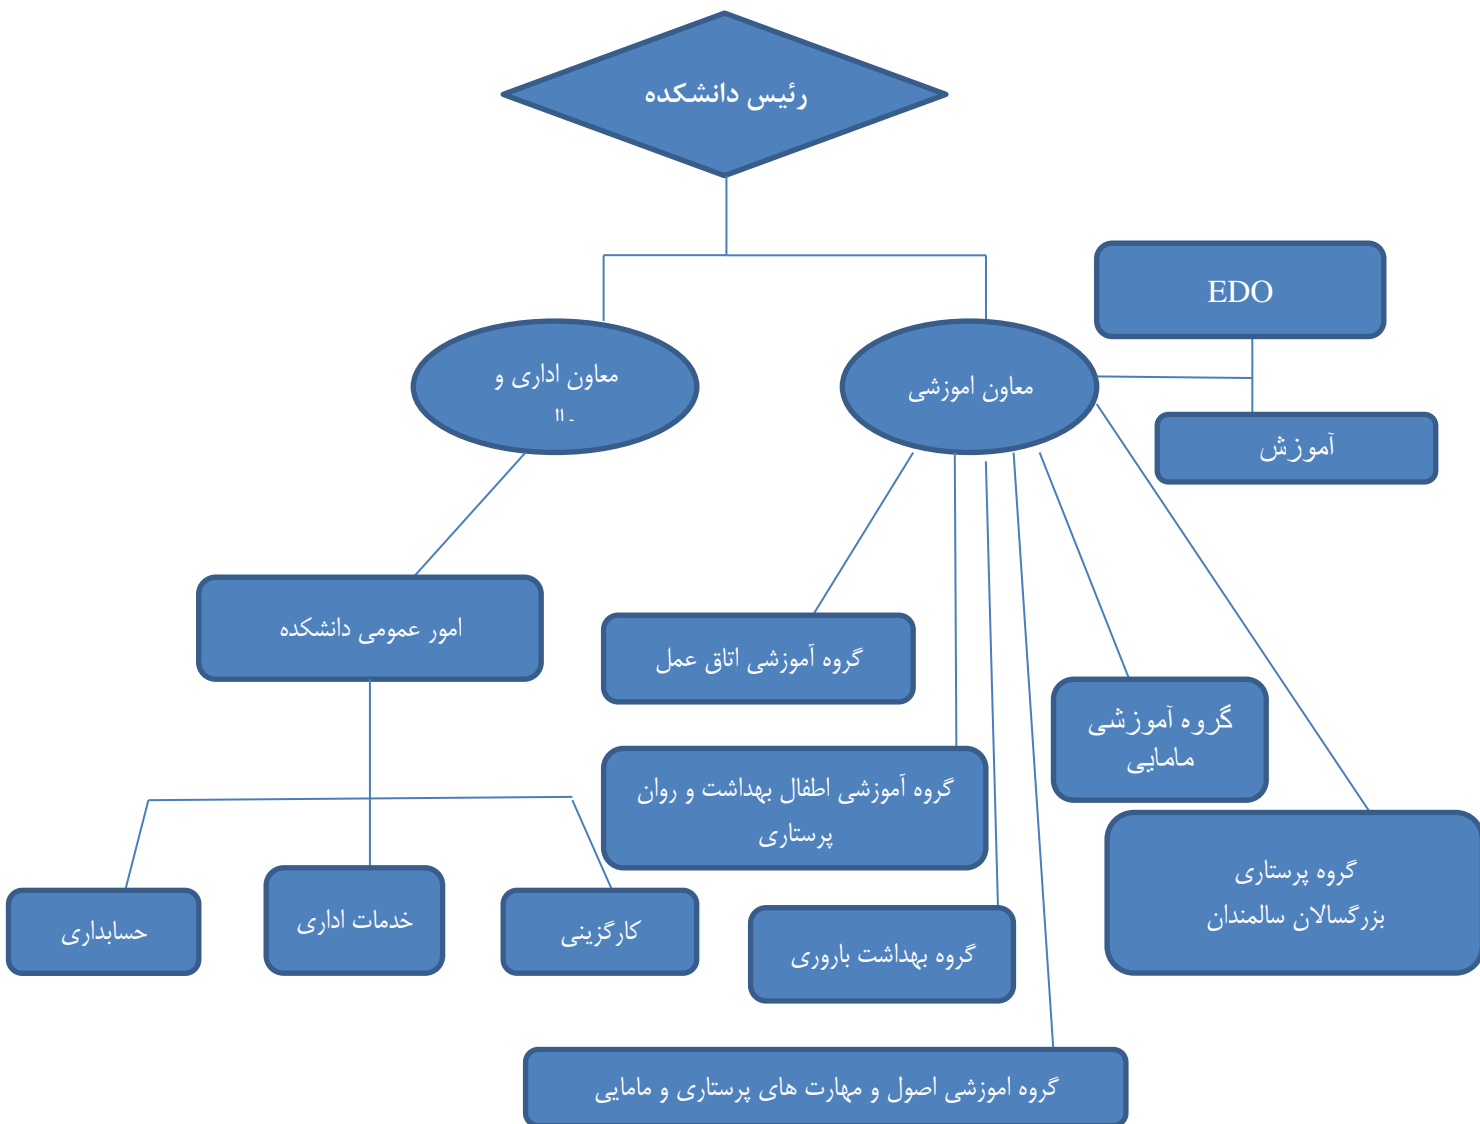 رئیس دانشکده
EDO
معاون اداری و
معاون اموزشی
آموزش
امور عمومی دانشکده
گروه آموزشی اتاق عمل
گروه آموزشی
مامایی
گروه آموزشی اطفال بهداشت و روان
پرستاری
گروه پرستاری
بزرگسالان سالمندان
حسابداری
خدمات اداری
کارگزینی
گروه بهداشت باروری
گروه اموزشی اصول و مهارت های پرستاری و مامایی